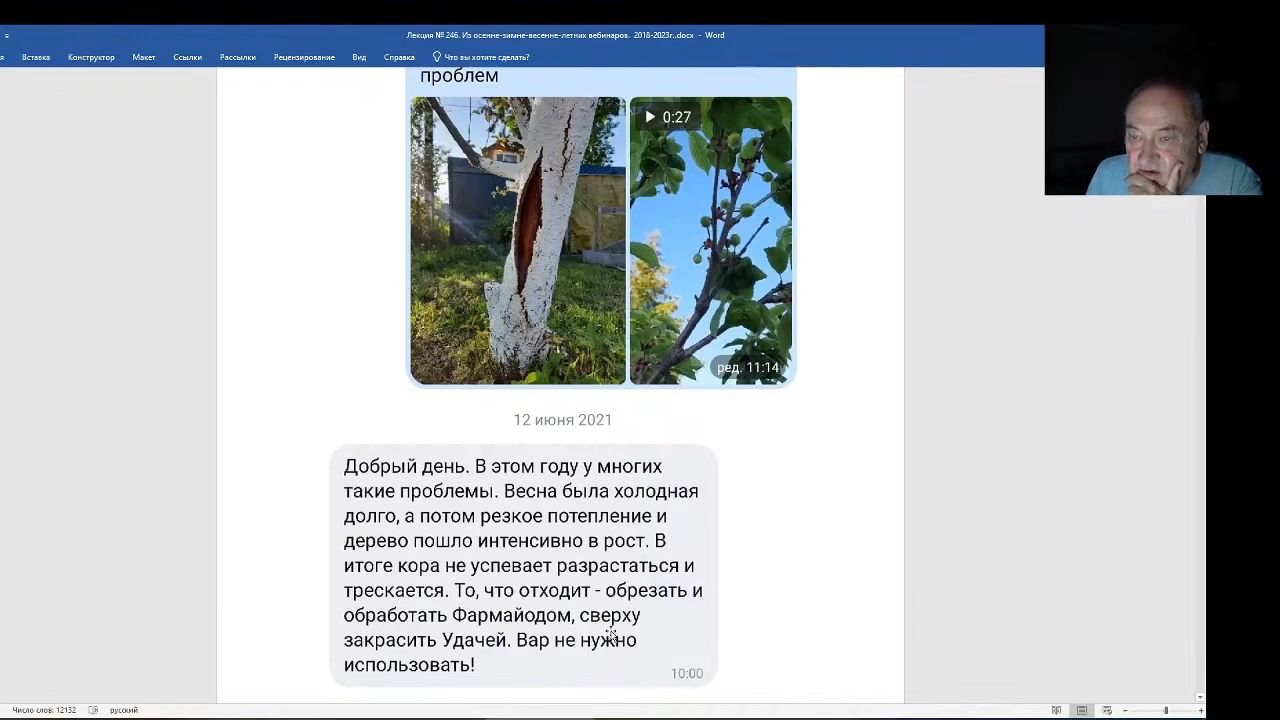 Лекция № 246. Из осенне-зимне-весенне-летних вебинаров. 2018-2023г..docx - Word
Вставка Конструктор Макет Ссылки Рассылки Рецензирование Вид Справка Что вы хотите сделать?
проблем
0:27
ред. 11:14
12 июня 2021
Добрый день. В этом году у многих
такие проблемы. Весна была холодная
долго, а потом резкое потепление и
дерево пошло интенсивно в рост. В
итоге кора не успевает разрастаться и
трескается. То, что отходит - обрезать и
обработать Фармайодом, сверху
закрасить Удачей. Вар не нужно
использовать!
10:00
Число слов: 12132 русский